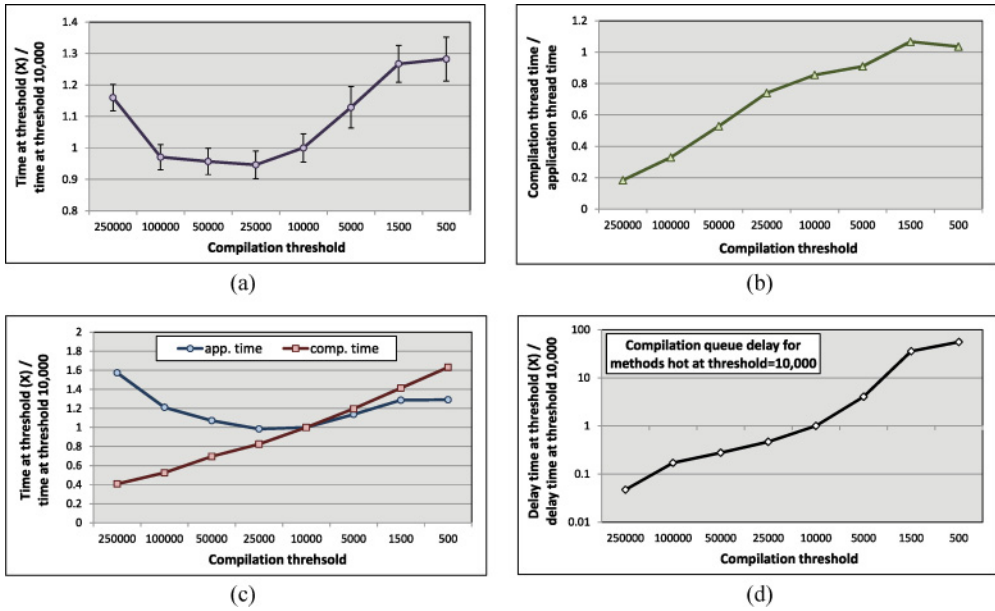 Time at threshold (X) /
time at threshold 10,000
1.4
1.3
1.2
1.1
1
0.9
0.8
250000 100000 50000 25000 10000 5000 1500 500
Compilation threshold
(a)
Compilation thread time /
application thread time
1.2
1
0.8
0.6
0.4
0.2
0
250000 100000 50000 25000 10000 5000 1500 500
Compilation threshold
(b)
Time at threshold (X) /
time at threshold 10,000
2
1.8
1.6
1.4
1.2
1
0.8
0.6
0.4
0.2
0
app. time comp. time
250000 100000 50000 25000 10000 5000 1500 500
Compilation threhsold
(c)
Delay time at threshold (X) /
delay time at threshold 10,000
100
10
1
0.1
0.01
Compilation queue delay for
methods hot at threshold=10,000
250000 100000 50000 25000 10000 5000 1500 500
Compilation threshold
(d)